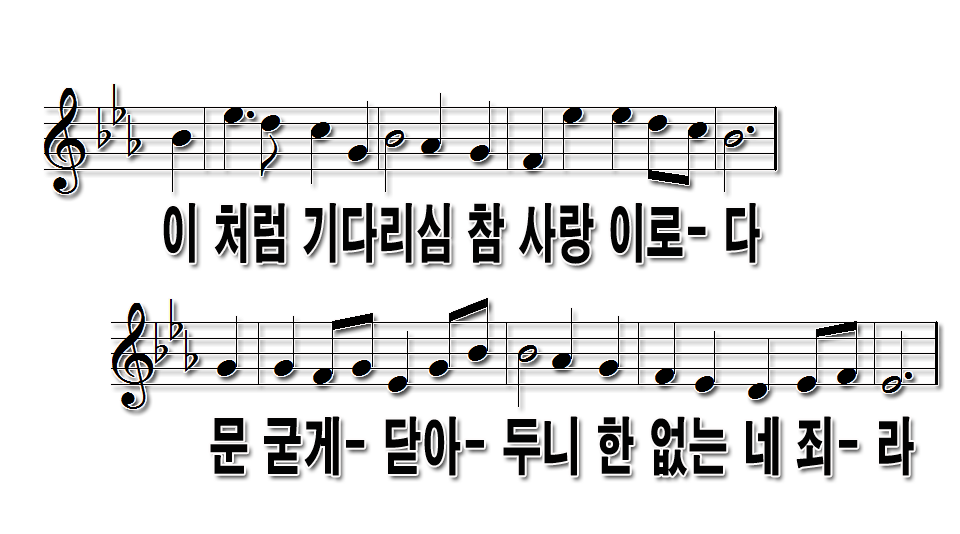 이 처럼 기다리심 참 사랑 이로- 다
문 굳게- 닫아- 두니 한 없는 네 죄- 라